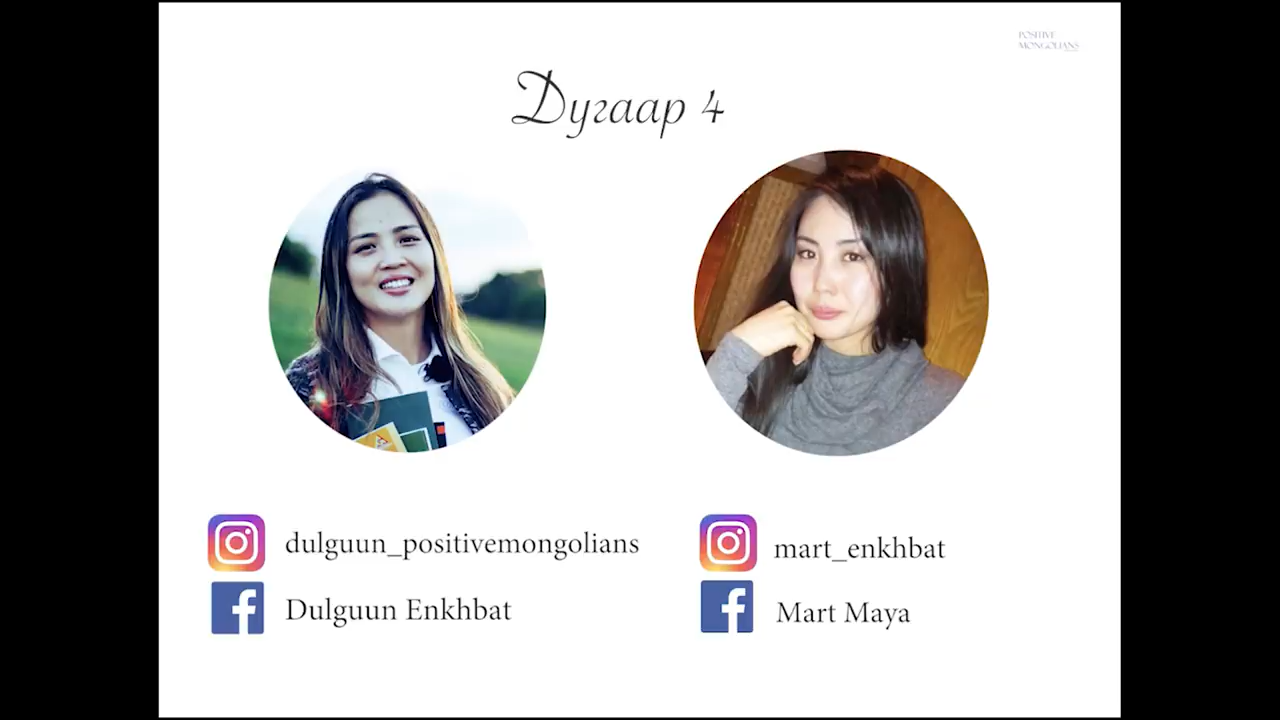 POSITIVE
MONGOLIANS
Дугаар 4
dulguun_positivemongolians
Dulguun Enkhbat
mart_enkhbat
Mart Maya